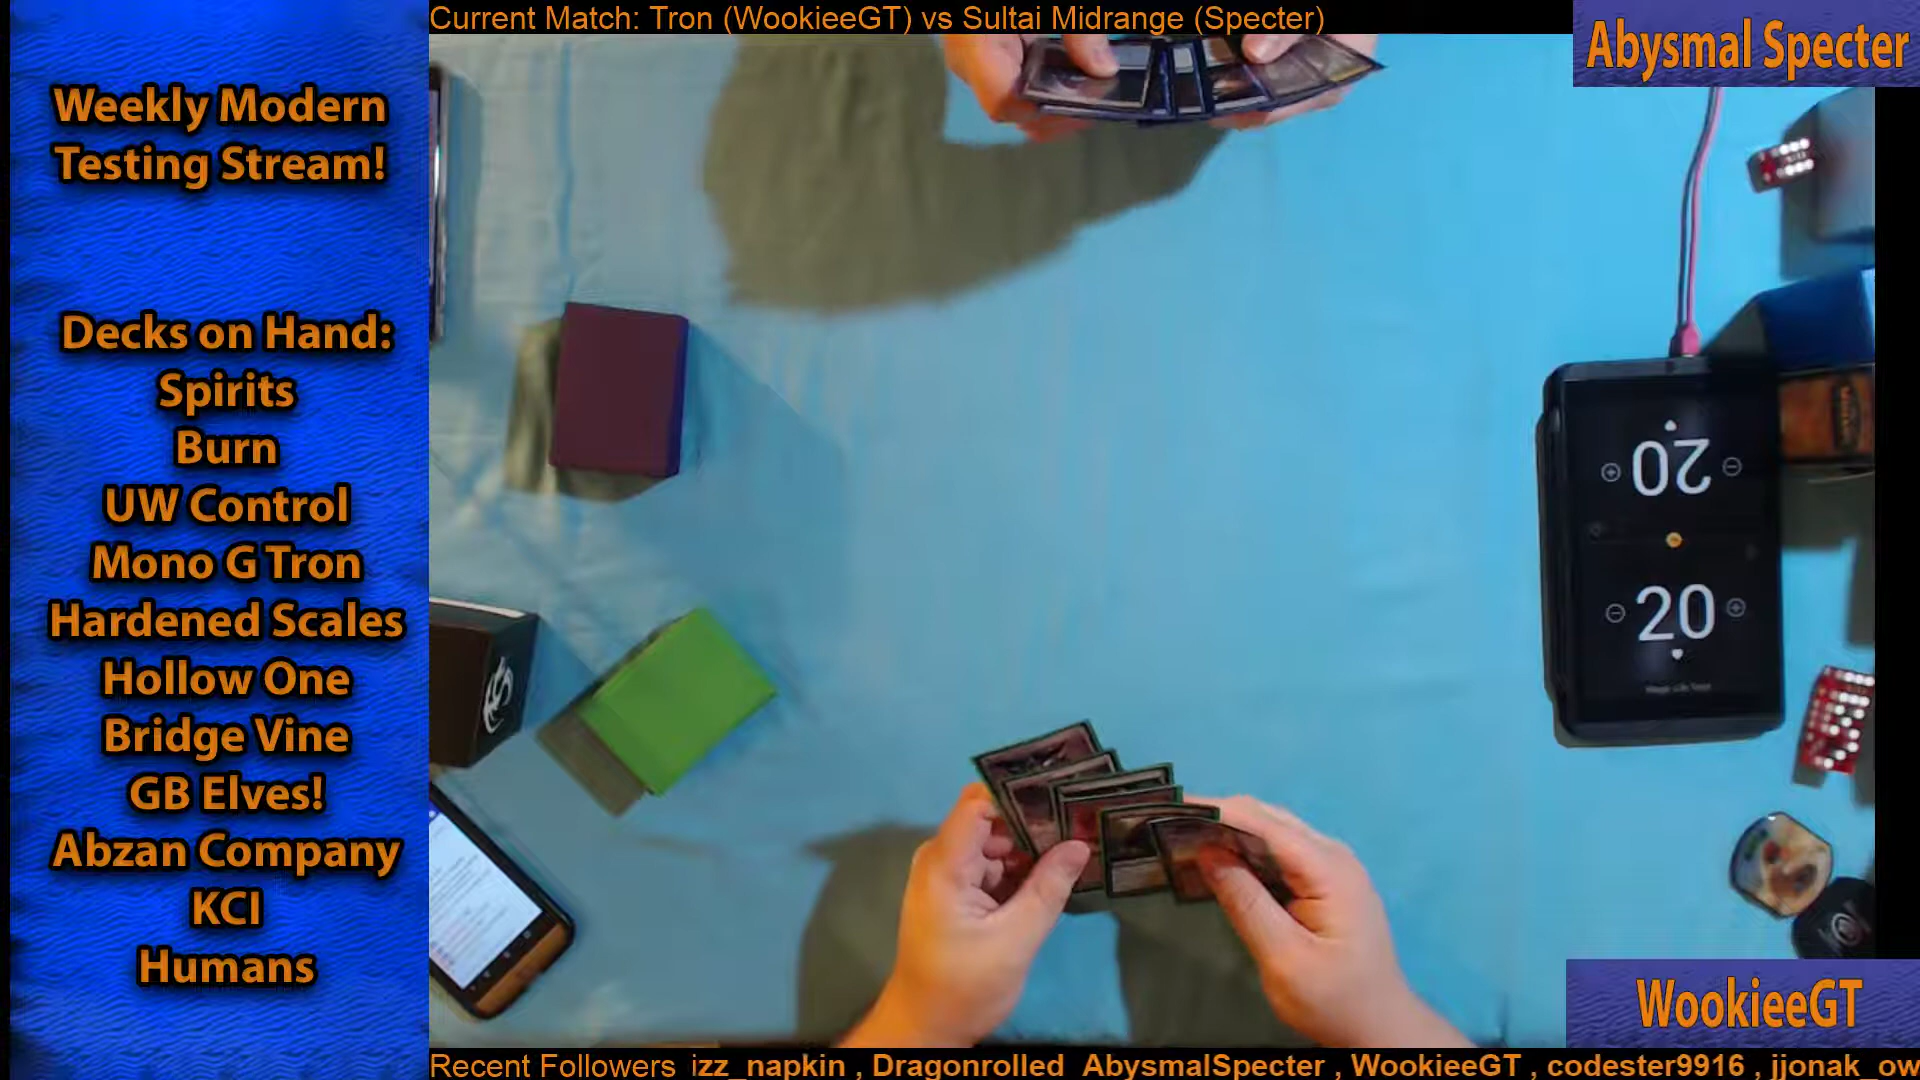 Current Match: Tron (WookieeGT) vs Sultai Midrange (Specter)
Abysmal Specter
Weekly Modern
Testing Stream!
Decks on Hand:
Spirits
Burn
UW Control
Mono G Tron
Hardened Scales
Hollow One
Bridge Vine
GB Elves!
Abzan Company
KCI
Humans
20
20
WookieeGT
Recent Followers izz_napkin , Dragonrolled AbysmalSpecter , WookieeGT , codester9916 , jjonak_ow